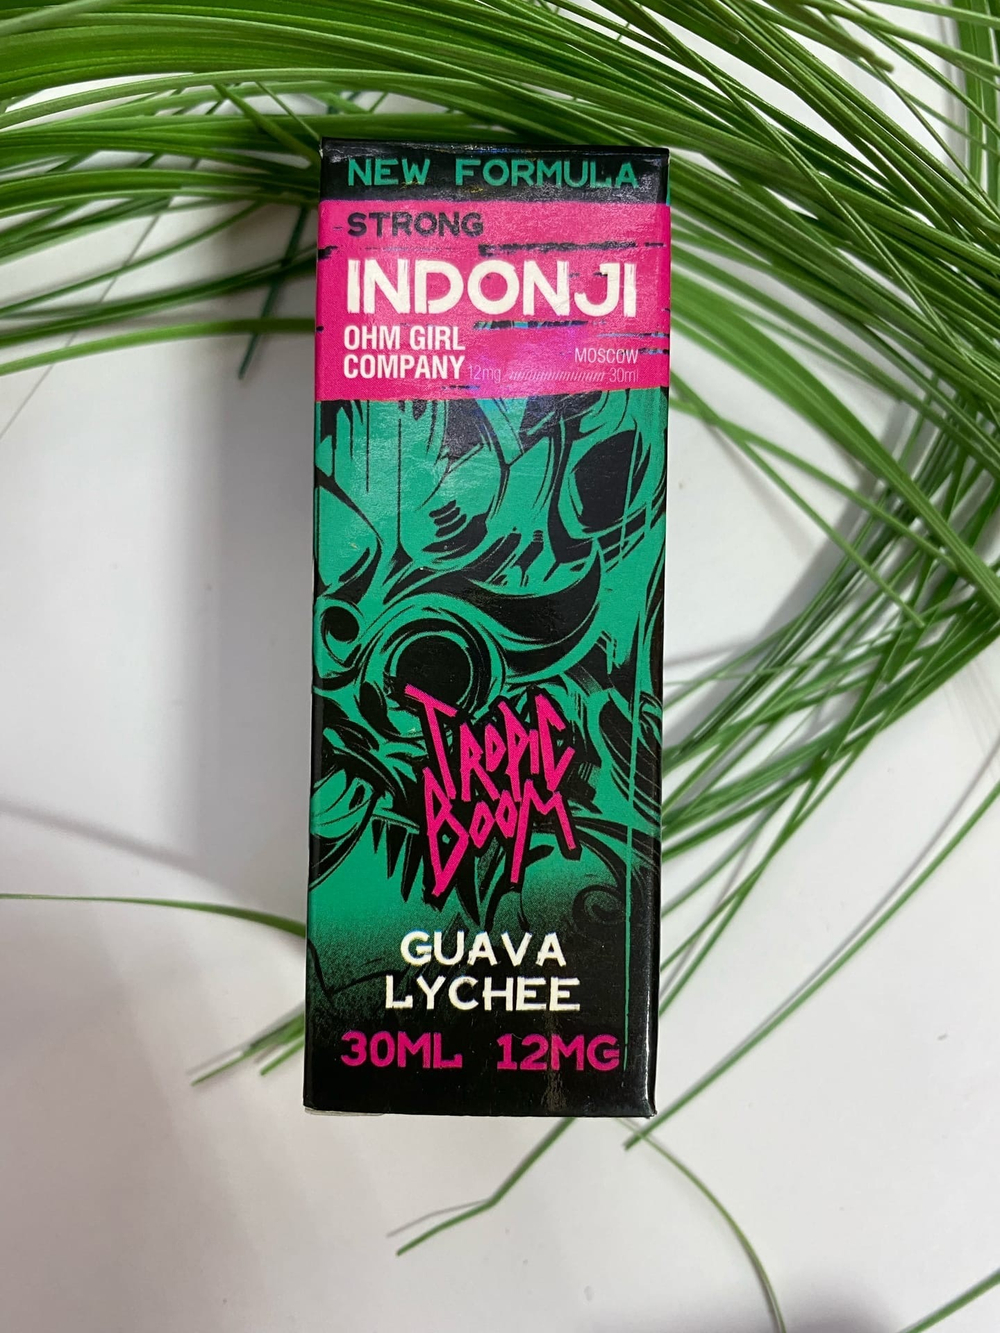 NEW FORMULA
STRONG
INDONJI
OHM GIRL
COMPANY
MOSCOW
12mg 30ml
TROPIC
BOOM
GUAVA
LYCHEE
30ML 12MG